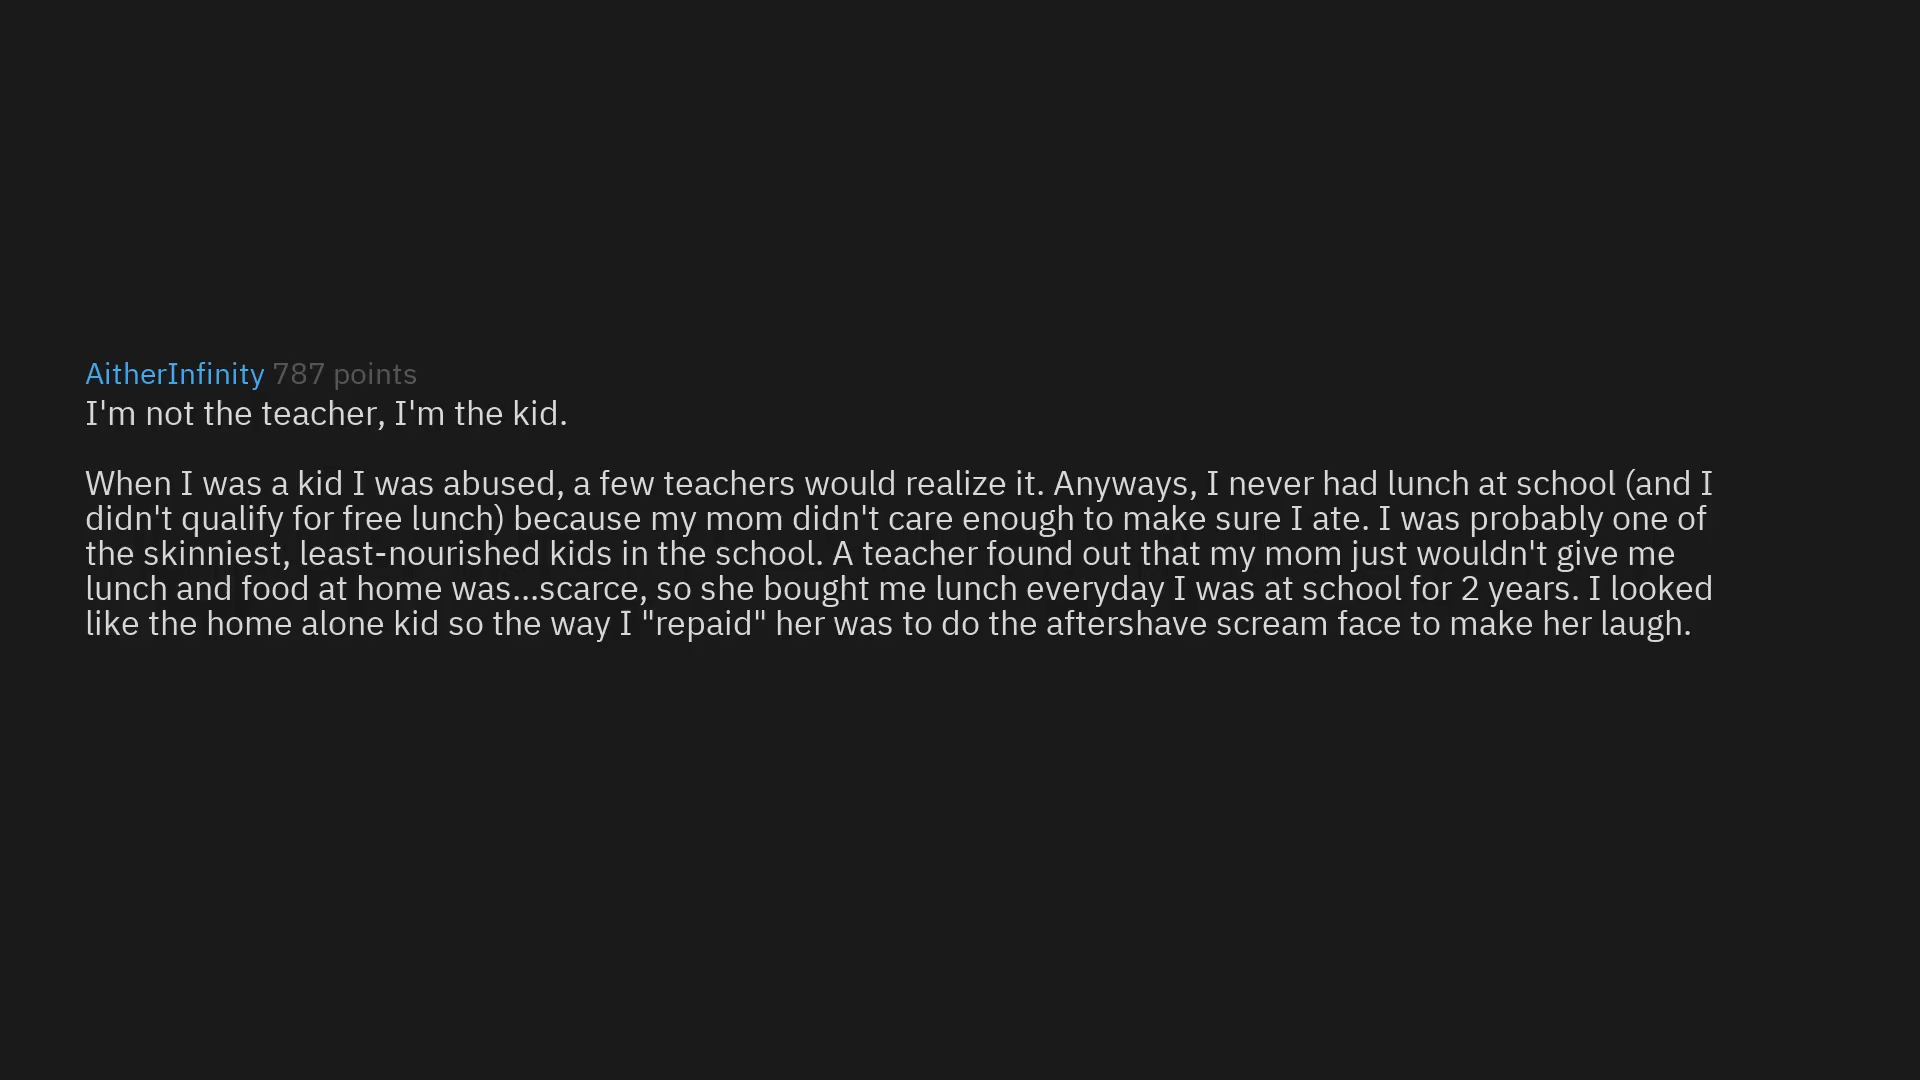 AitherInfinity 787 points
I'm not the teacher, I'm the kid.
When I was a kid I was abused, a few teachers would realize it. Anyways, I never had lunch at school (and I
didn't qualify for free lunch) because my mom didn't care enough to make sure I ate. I was probably one of
the skinniest, least-nourished kids in the school. A teacher found out that my mom just wouldn't give me
lunch and food at home was...scarce, so she bought me lunch everyday I was at school for 2 years. I looked
like the home alone kid so the way I "repaid" her was to do the aftershave scream face to make her laugh.